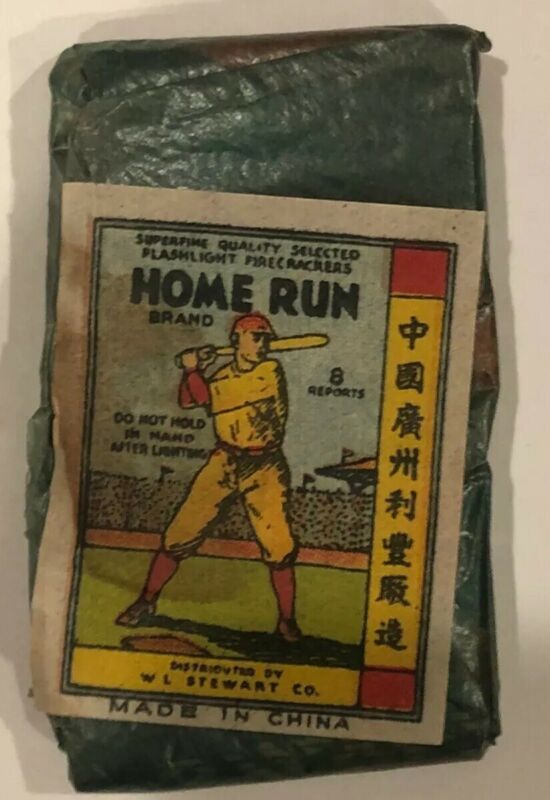 SUPERFINE QUALITY SELECTED
FLASHLIGHT FIRECRACKERS
HOME RUN
BRAND
8
REPORTS
DO NOT HOLD
IN HAND
AFTER LIGHTING
中國廣州利豐厰造
DISTRIBUTED BY
W L STEWART CO.
MADE IN CHINA